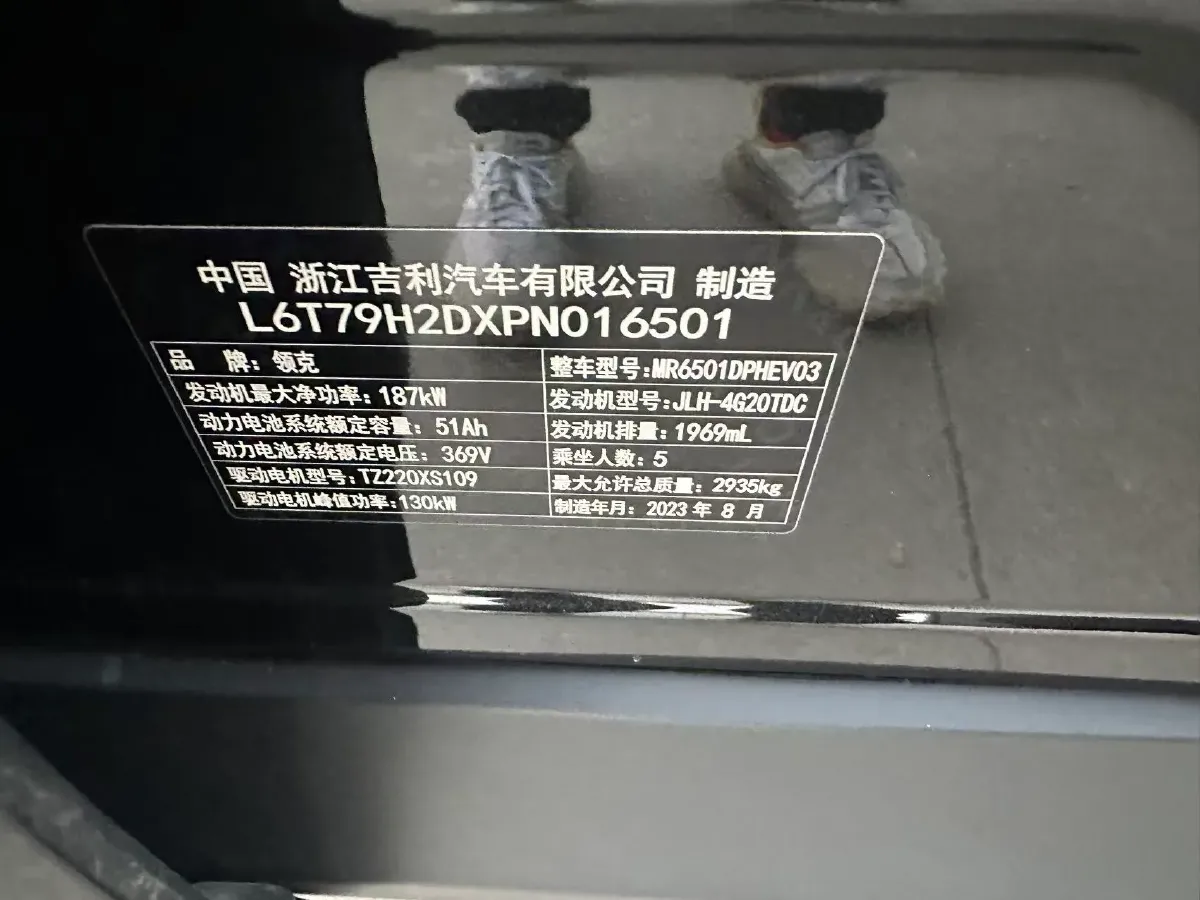 中国 浙江吉利汽车有限公司 制造
L6T79H2DXPN016501
品 牌：领克 整车型号：MR6501DPHEV03
发动机最大净功率：187kW 发动机型号：JLH-4G20TDC
动力电池系统额定容量：51Ah 发动机排量：1969mL
动力电池系统额定电压：369V 乘坐人数：5
驱动电机型号：TZ220XS109 最大允许总质量：2935kg
驱动电机峰值功率：130kW 制造年月：2023 年 8 月